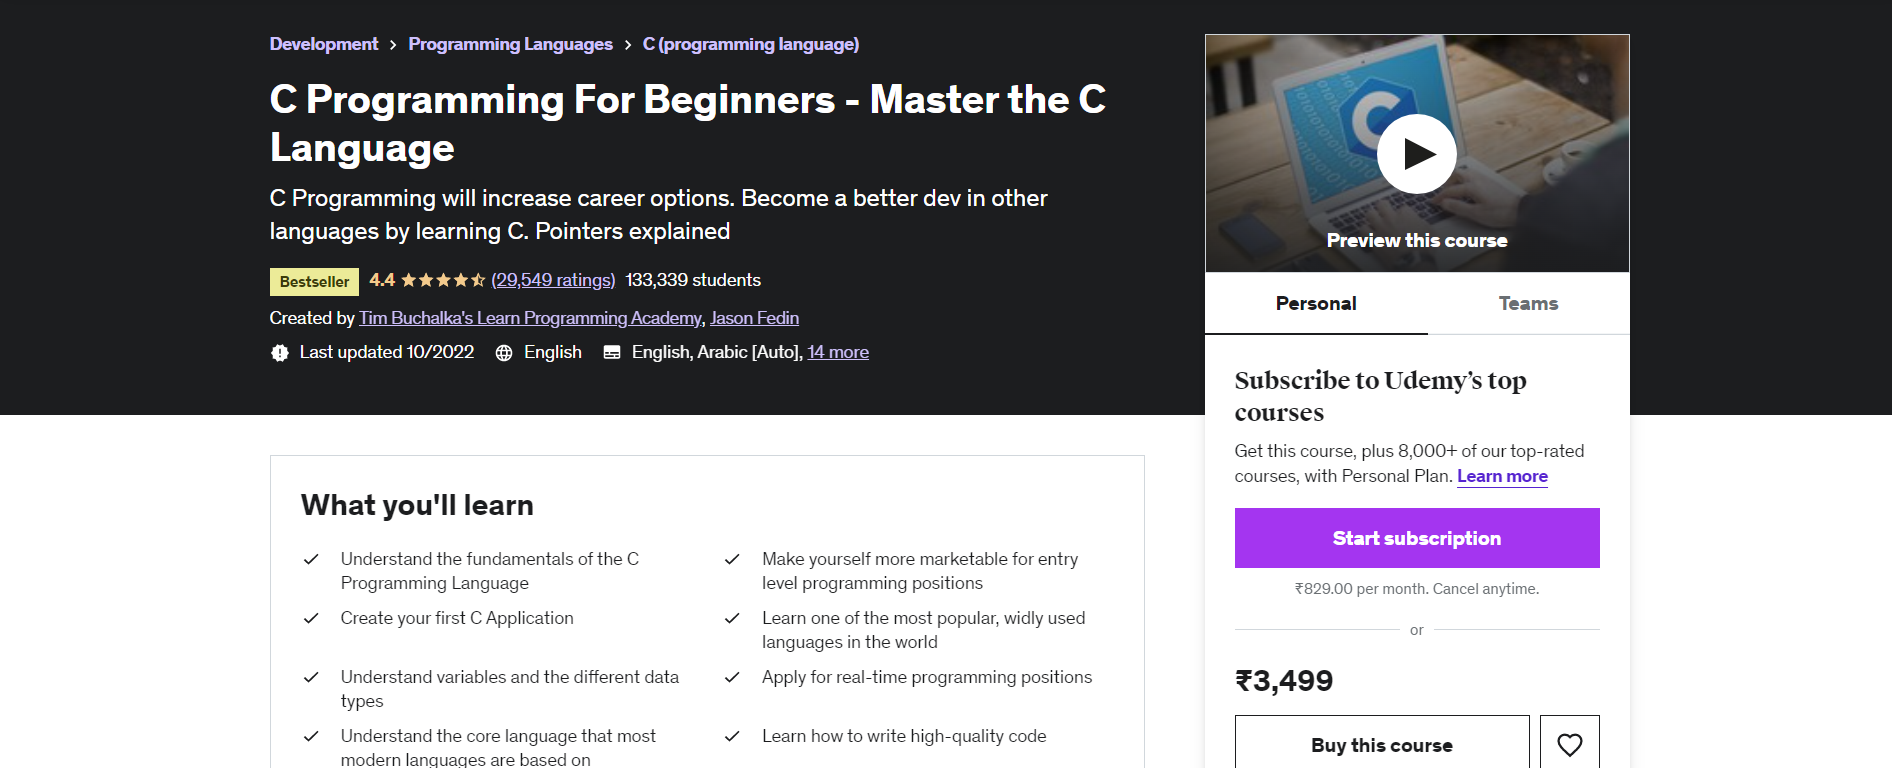 Development > Programming Languages > C (programming language)
C Programming For Beginners - Master the C
Language
C Programming will increase career options. Become a better dev in other
languages by learning C. Pointers explained
Bestseller 4.4 (29,549 ratings) 133,339 students
Created by Tim Buchalka's Learn Programming Academy, Jason Fedin
Last updated 10/2022 English English, Arabic [Auto], 14 more
What you'll learn
Understand the fundamentals of the C
Programming Language
Create your first C Application
Understand variables and the different data
types
Understand the core language that most
modern languages are based on
Make yourself more marketable for entry
level programming positions
Learn one of the most popular, widly used
languages in the world
Apply for real-time programming positions
Learn how to write high-quality code
C
Preview this course
Personal Teams
Subscribe to Udemy’s top
courses
Get this course, plus 8,000+ of our top-rated
courses, with Personal Plan. Learn more
Start subscription
₹829.00 per month. Cancel anytime.
or
₹3,499
Buy this course